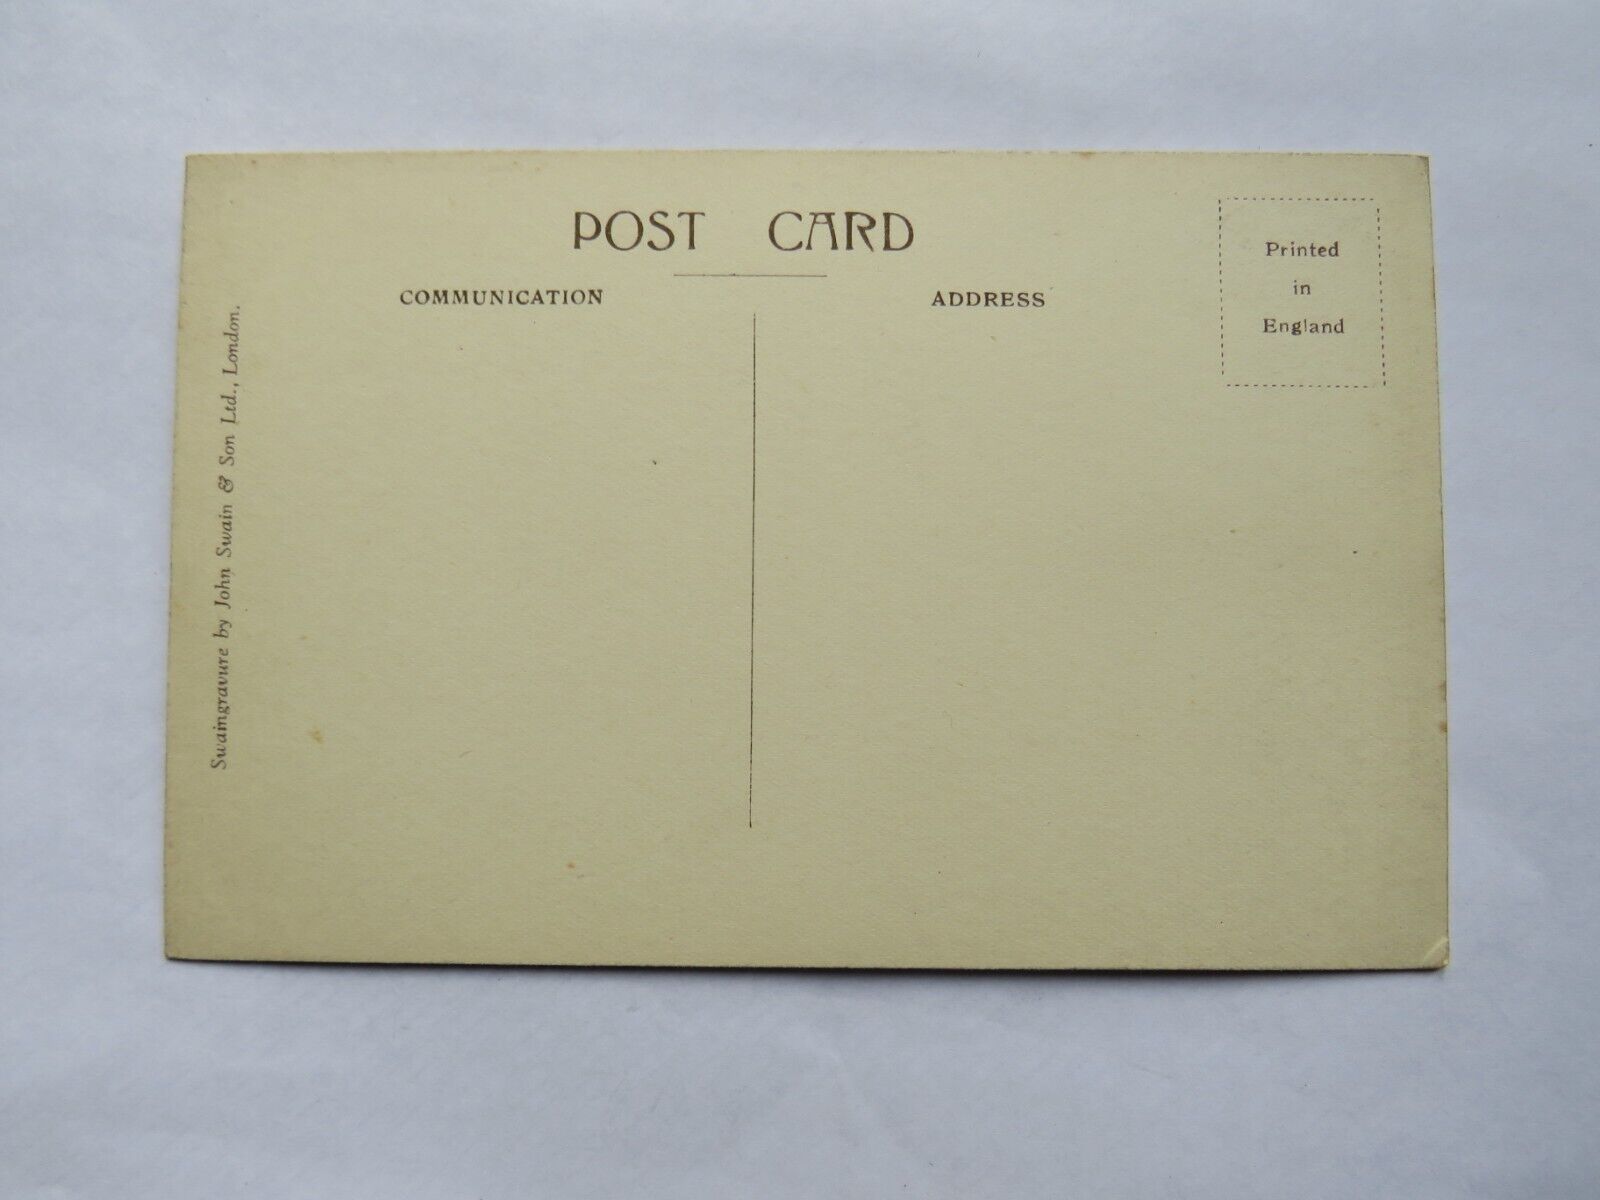 POST CARD
COMMUNICATION
ADDRESS
Printed
in
England
Swaingravure by John Swain & Son Ltd., London.